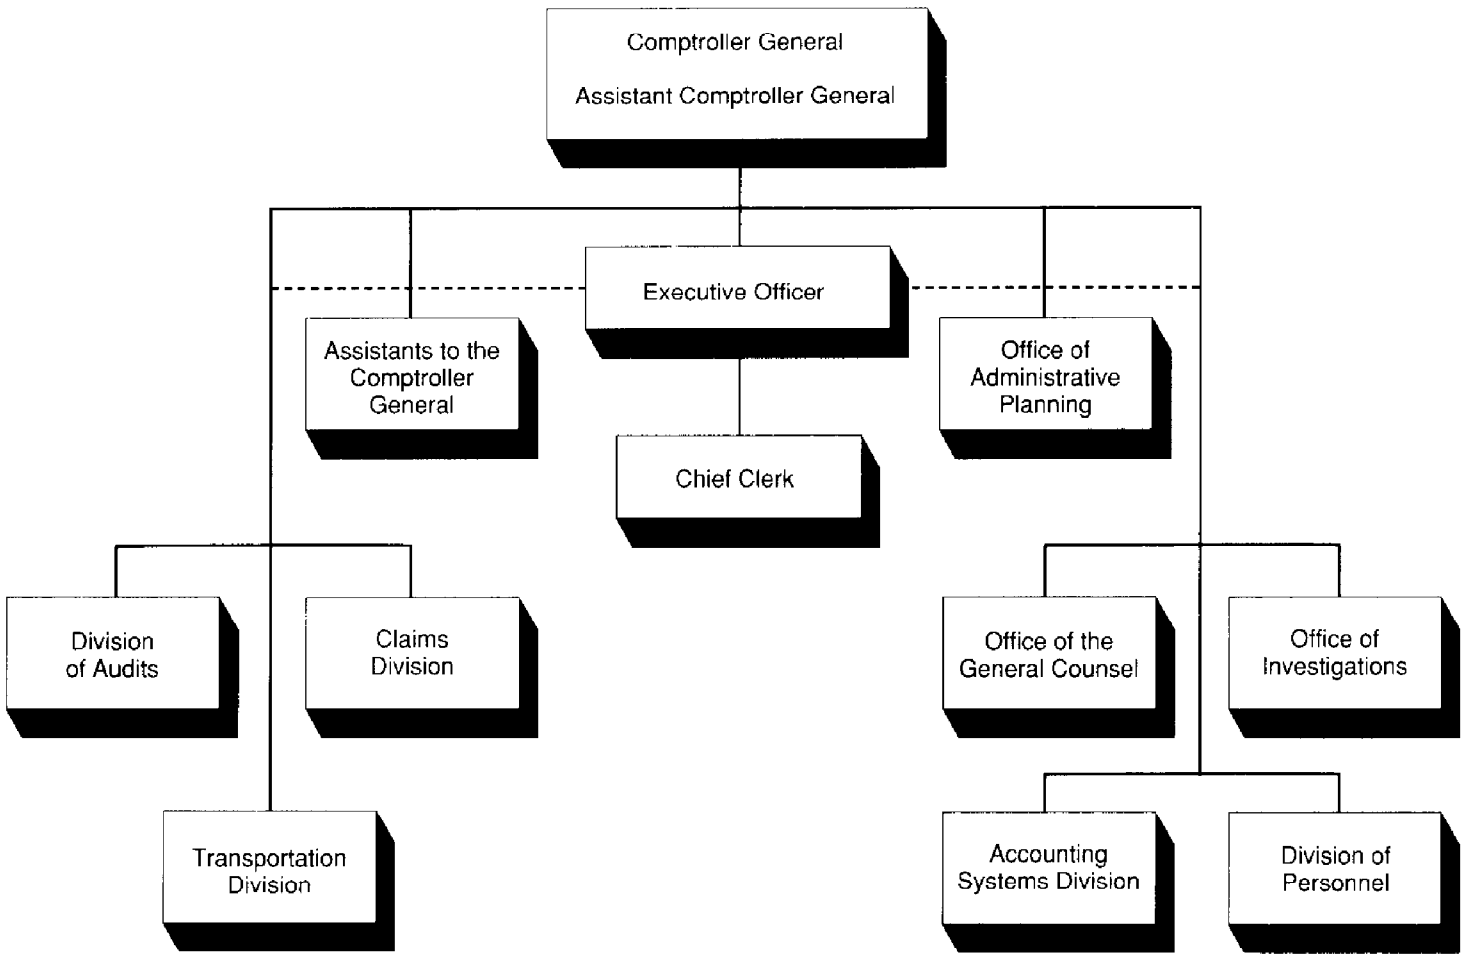 Comptroller General
Assistant Comptroller General
Executive Officer
Assistants to the
Comptroller
General
Office of
Administrative
Planning
Chief Clerk
Division
of Audits
Claims
Division
Office of the
General Counsel
Office of
Investigations
Transportation
Division
Accounting
Systems Division
Division of
Personnel